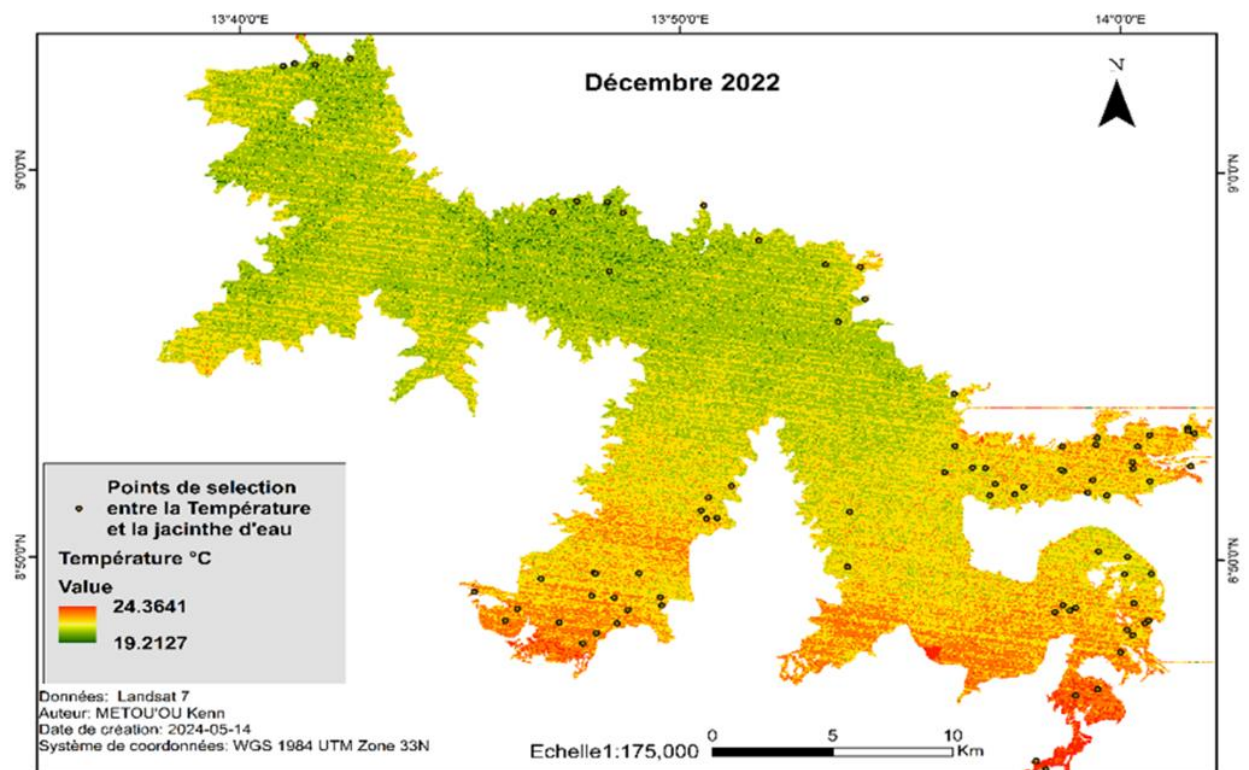 13°40'0"E
13°50'0"E
14°0'0"E
Décembre 2022
N
9°0'0"N
9°0'0"N
Points de selection
entre la Température
et la jacinthe d'eau
Température °C
Value
24.3641
19.2127
8°50'0"N
8°50'0"N
Données: Landsat 7
Auteur: METOU'OU Kenn
Date de création: 2024-05-14
Système de coordonnées: WGS 1984 UTM Zone 33N
Echelle1:175,000
0 5 10
Km